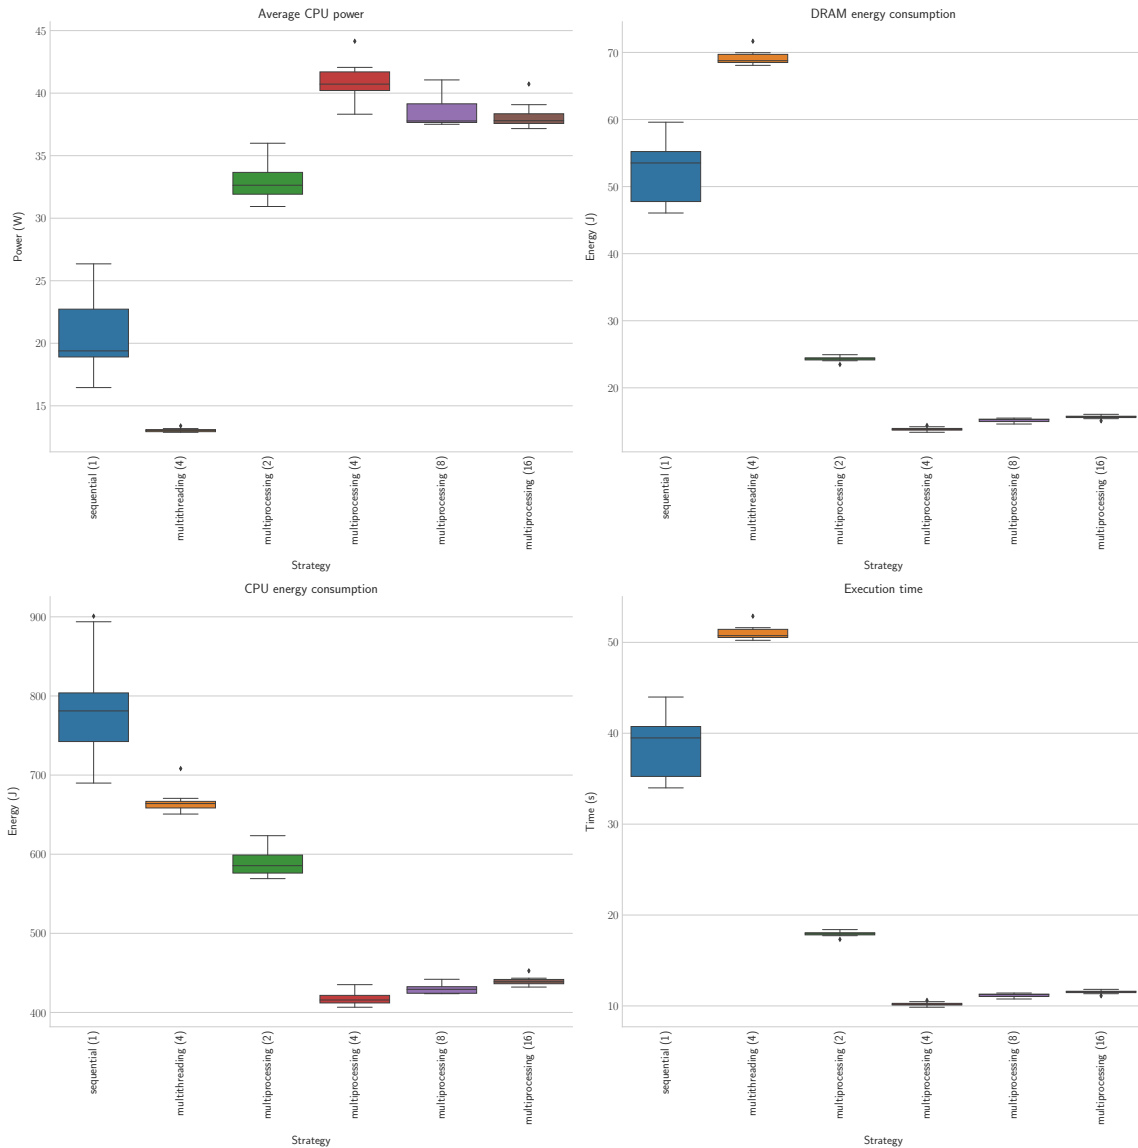 Average CPU power
45
40
35
30
25
20
15
Power (W)
sequential (1)
multithreading (4)
multiprocessing (2)
multiprocessing (4)
multiprocessing (8)
multiprocessing (16)
Strategy
DRAM energy consumption
70
60
50
40
30
20
Energy (J)
sequential (1)
multithreading (4)
multiprocessing (2)
multiprocessing (4)
multiprocessing (8)
multiprocessing (16)
Strategy
CPU energy consumption
900
800
700
600
500
400
Energy (J)
sequential (1)
multithreading (4)
multiprocessing (2)
multiprocessing (4)
multiprocessing (8)
multiprocessing (16)
Strategy
Execution time
50
40
30
20
10
Time (s)
sequential (1)
multithreading (4)
multiprocessing (2)
multiprocessing (4)
multiprocessing (8)
multiprocessing (16)
Strategy